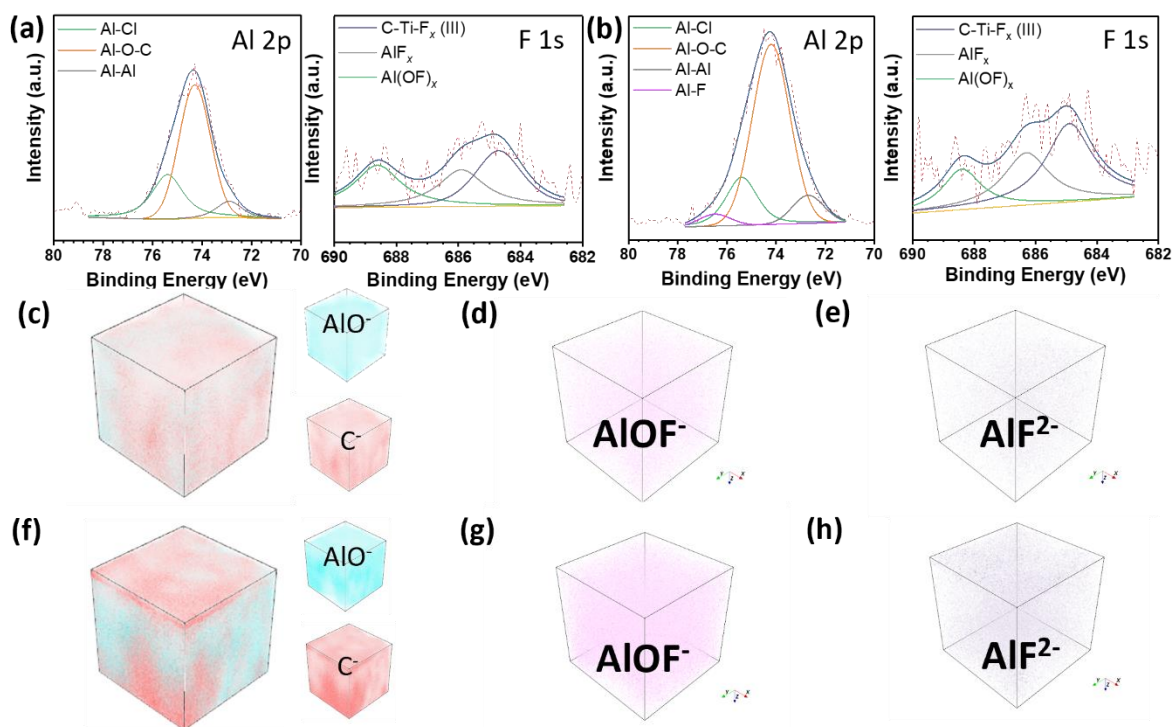 (a)
Al-Cl
Al-O-C
Al-Al
Al 2p
Intensity (a.u.)
80 78 76 74 72 70
Binding Energy (eV)
C-Ti-Fx (III)
AlFx
Al(OF)x
F 1s
Intensity (a.u.)
690 688 686 684 682
Binding Energy (eV)
(b)
Al-Cl
Al-O-C
Al-Al
Al-F
Al 2p
Intensity (a.u.)
80 78 76 74 72 70
Binding Energy (eV)
C-Ti-Fx (III)
AlFx
Al(OF)x
F 1s
Intensity (a.u.)
690 688 686 684 682
Binding Energy (eV)
(c)
AlO-
C-
(d)
AlOF-
Y Z X
(e)
AlF2-
Y Z X
(f)
AlO-
C-
(g)
AlOF-
Y Z X
(h)
AlF2-
Y Z X